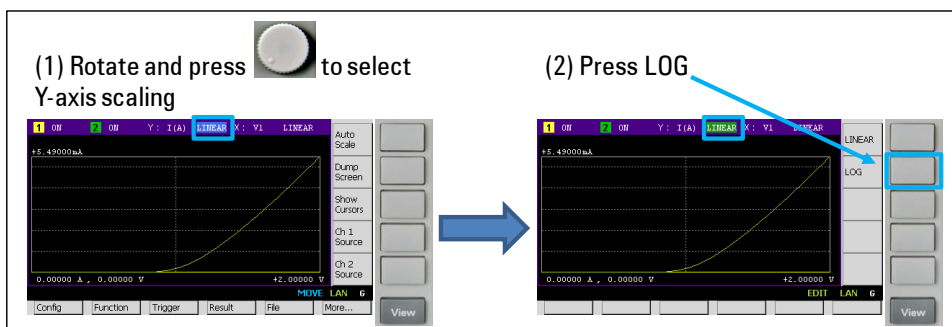 (1) Rotate and press to select
Y-axis scaling
1 ON 2 ON Y: I(A) LINEAR X: V1 LINEAR
+5.49000mA
0.00000 A , 0.00000 V +2.00000 V
MOVE LAN G
Auto
Scale
Dump
Screen
Show
Cursors
Ch 1
Source
Ch 2
Source
Config Function Trigger Result File More...
View
(2) Press LOG
1 ON 2 ON Y: I(A) LINEAR X: V1 LINEAR
+5.49000mA
0.00000 A , 0.00000 V +2.00000 V
EDIT LAN G
LINEAR
LOG
View